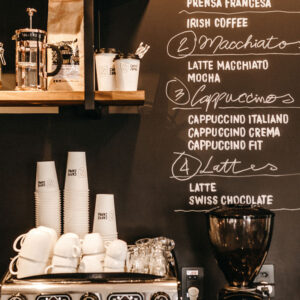 PRENSA FRANCESA
IRISH COFFEE
2 Macchiato
LATTE MACCHIATO
MOCHA
3 Cappuccinos
CAPPUCCINO ITALIANO
CAPPUCCINO CREMA
CAPPUCCINO FIT
4 Lattes
LATTE
SWISS CHOCOLATE